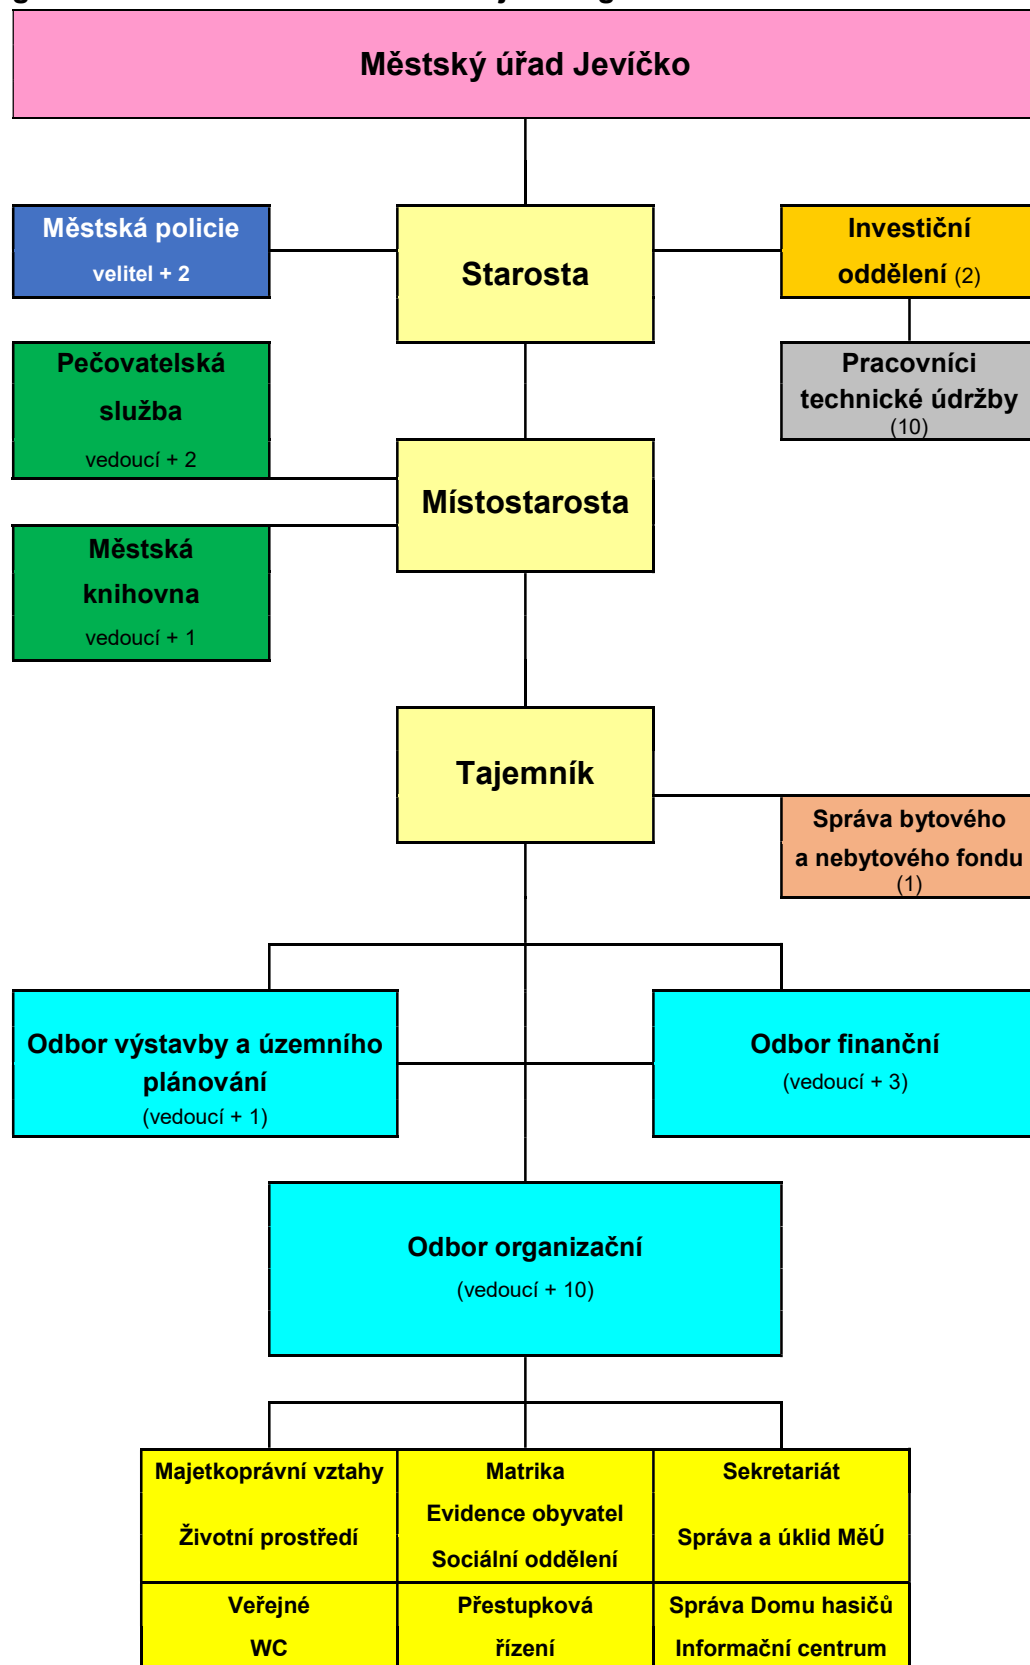 Městský úřad Jevíčko
Městská policie
velitel + 2
Starosta
Investiční
oddělení (2)
Pečovatelská
služba
vedoucí + 2
Pracovníci
technické údržby
(10)
Místostarosta
Městská
knihovna
vedoucí + 1
Tajemník
Správa bytového
a nebytového fondu
(1)
Odbor výstavby a územního
plánování
(vedoucí + 1)
Odbor finanční
(vedoucí + 3)
Odbor organizační
(vedoucí + 10)
Majetkoprávní vztahy
Životní prostředí
Matrika
Evidence obyvatel
Sociální oddělení
Sekretariát
Správa a úklid MěÚ
Veřejné
WC
Přestupková
řízení
Správa Domu hasičů
Informační centrum